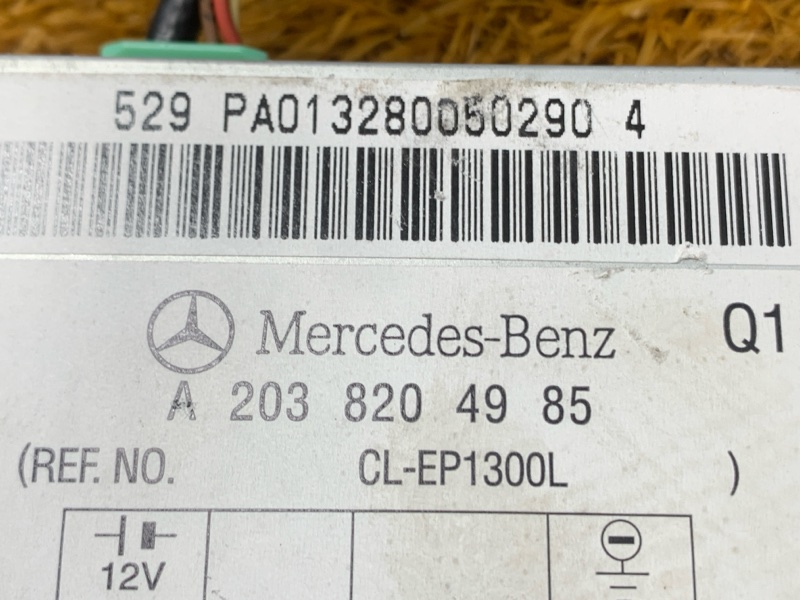 529 PA013280050290 4
Mercedes-Benz Q1
A 203 820 49 85
(REF. NO. CL-EP1300L )
12V